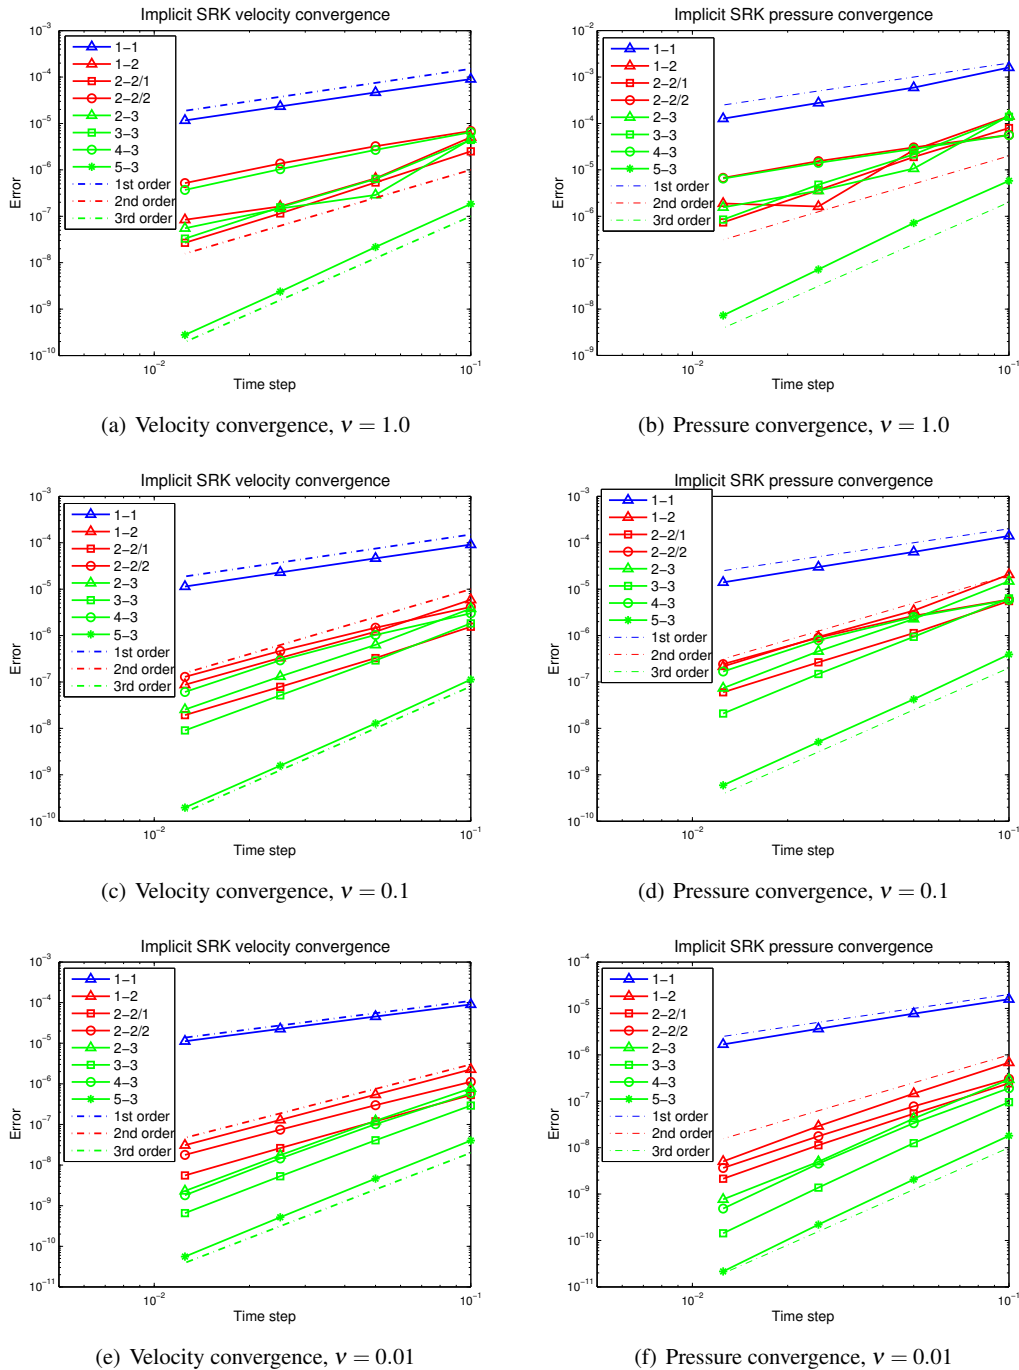 Implicit SRK velocity convergence
10⁻³
10⁻⁴
10⁻⁵
10⁻⁶
10⁻⁷
10⁻⁸
10⁻⁹
10⁻¹⁰
Error
1−1
1−2
2−2/1
2−2/2
2−3
3−3
4−3
5−3
1st order
2nd order
3rd order
10⁻²
10⁻¹
Time step
(a) Velocity convergence, ν = 1.0
Implicit SRK pressure convergence
10⁻²
10⁻³
10⁻⁴
10⁻⁵
10⁻⁶
10⁻⁷
10⁻⁸
10⁻⁹
Error
1−1
1−2
2−2/1
2−2/2
2−3
3−3
4−3
5−3
1st order
2nd order
3rd order
10⁻²
10⁻¹
Time step
(b) Pressure convergence, ν = 1.0
Implicit SRK velocity convergence
10⁻³
10⁻⁴
10⁻⁵
10⁻⁶
10⁻⁷
10⁻⁸
10⁻⁹
10⁻¹⁰
Error
1−1
1−2
2−2/1
2−2/2
2−3
3−3
4−3
5−3
1st order
2nd order
3rd order
10⁻²
10⁻¹
Time step
(c) Velocity convergence, ν = 0.1
Implicit SRK pressure convergence
10⁻³
10⁻⁴
10⁻⁵
10⁻⁶
10⁻⁷
10⁻⁸
10⁻⁹
10⁻¹⁰
Error
1−1
1−2
2−2/1
2−2/2
2−3
3−3
4−3
5−3
1st order
2nd order
3rd order
10⁻²
10⁻¹
Time step
(d) Pressure convergence, ν = 0.1
Implicit SRK velocity convergence
10⁻³
10⁻⁴
10⁻⁵
10⁻⁶
10⁻⁷
10⁻⁸
10⁻⁹
10⁻¹⁰
10⁻¹¹
Error
1−1
1−2
2−2/1
2−2/2
2−3
3−3
4−3
5−3
1st order
2nd order
3rd order
10⁻²
10⁻¹
Time step
(e) Velocity convergence, ν = 0.01
Implicit SRK pressure convergence
10⁻⁴
10⁻⁵
10⁻⁶
10⁻⁷
10⁻⁸
10⁻⁹
10⁻¹⁰
10⁻¹¹
Error
1−1
1−2
2−2/1
2−2/2
2−3
3−3
4−3
5−3
1st order
2nd order
3rd order
10⁻²
10⁻¹
Time step
(f) Pressure convergence, ν = 0.01